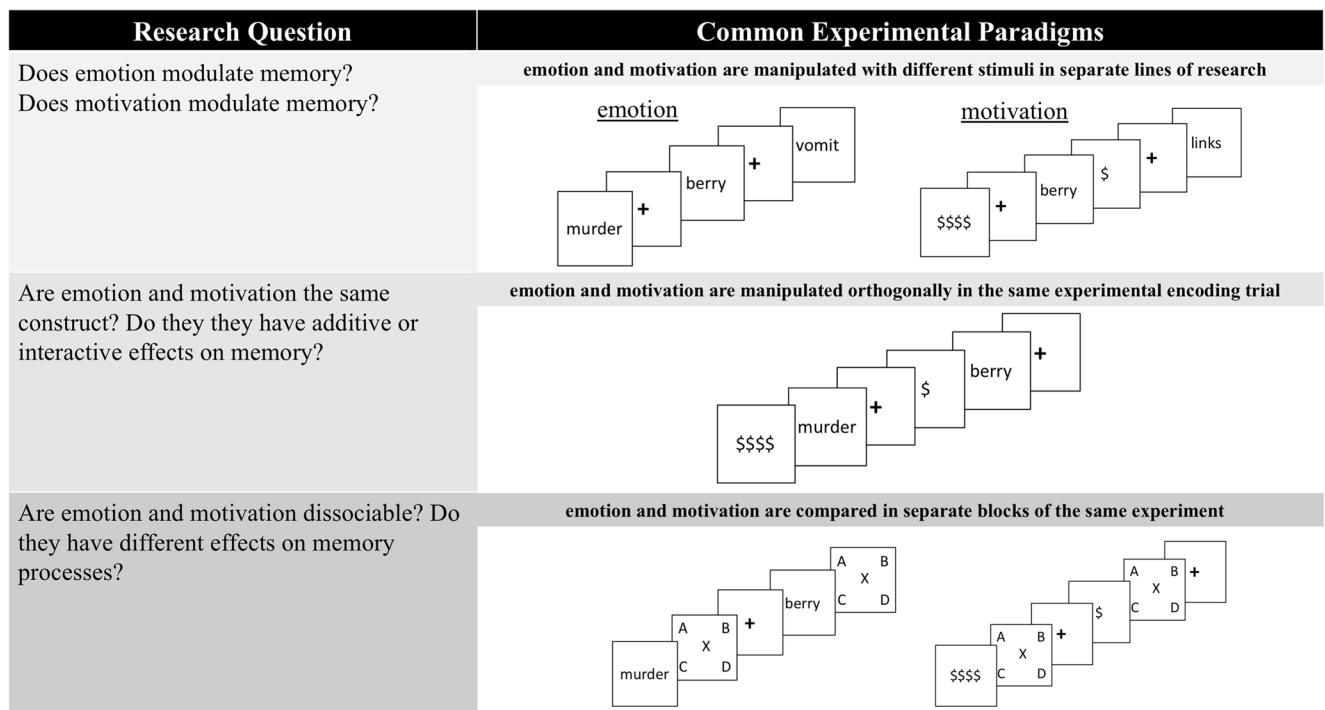 Research Question
Common Experimental Paradigms
Does emotion modulate memory?
Does motivation modulate memory?
emotion and motivation are manipulated with different stimuli in separate lines of research
emotion
murder
+
berry
+
vomit
motivation
$$$$
+
berry
$
+
links
Are emotion and motivation the same
construct? Do they they have additive or
interactive effects on memory?
emotion and motivation are manipulated orthogonally in the same experimental encoding trial
$$$$
murder
+
$
berry
+
Are emotion and motivation dissociable? Do
they have different effects on memory
processes?
emotion and motivation are compared in separate blocks of the same experiment
murder
A B
X
C D
+
berry
A B
X
C D
$$$$
A B
X
C D
+
$
A B
X
C D
+